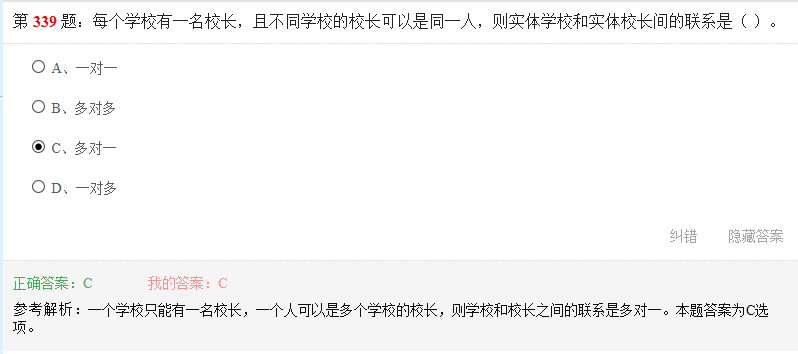 第 339 题：每个学校有一名校长，且不同学校的校长可以是同一人，则实体学校和实体校长间的联系是（ ）。
A、一对一
B、多对多
C、多对一
D、一对多
纠错 隐藏答案
正确答案：C 我的答案：C
参考解析：一个学校只能有一名校长，一个人可以是多个学校的校长，则学校和校长之间的联系是多对一。本题答案为C选
项。